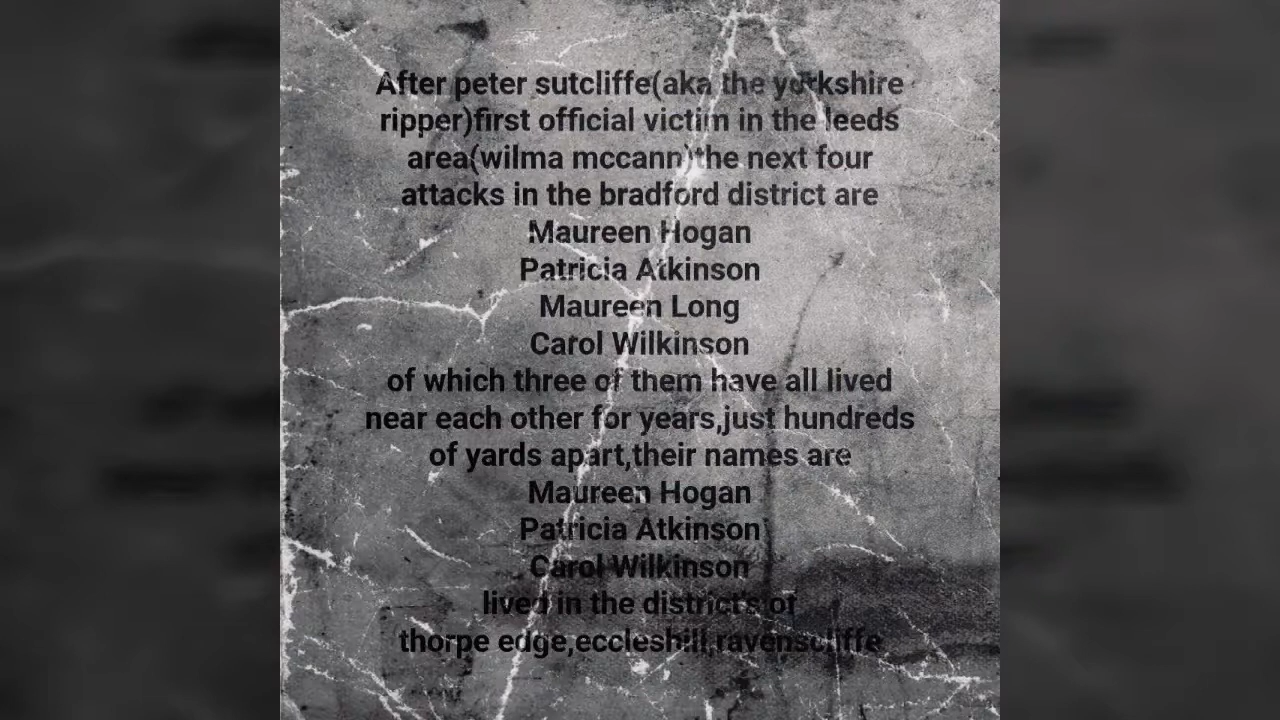 After peter sutcliffe(aka the yorkshire
ripper)first official victim in the leeds
area(wilma mccann)the next four
attacks in the bradford district are
Maureen Hogan
Patricia Atkinson
Maureen Long
Carol Wilkinson
of which three of them have all lived
near each other for years,just hundreds
of yards apart,their names are
Maureen Hogan
Patricia Atkinson
Carol Wilkinson
lived in the district's of
thorpe edge,eccleshill,ravenscliffe